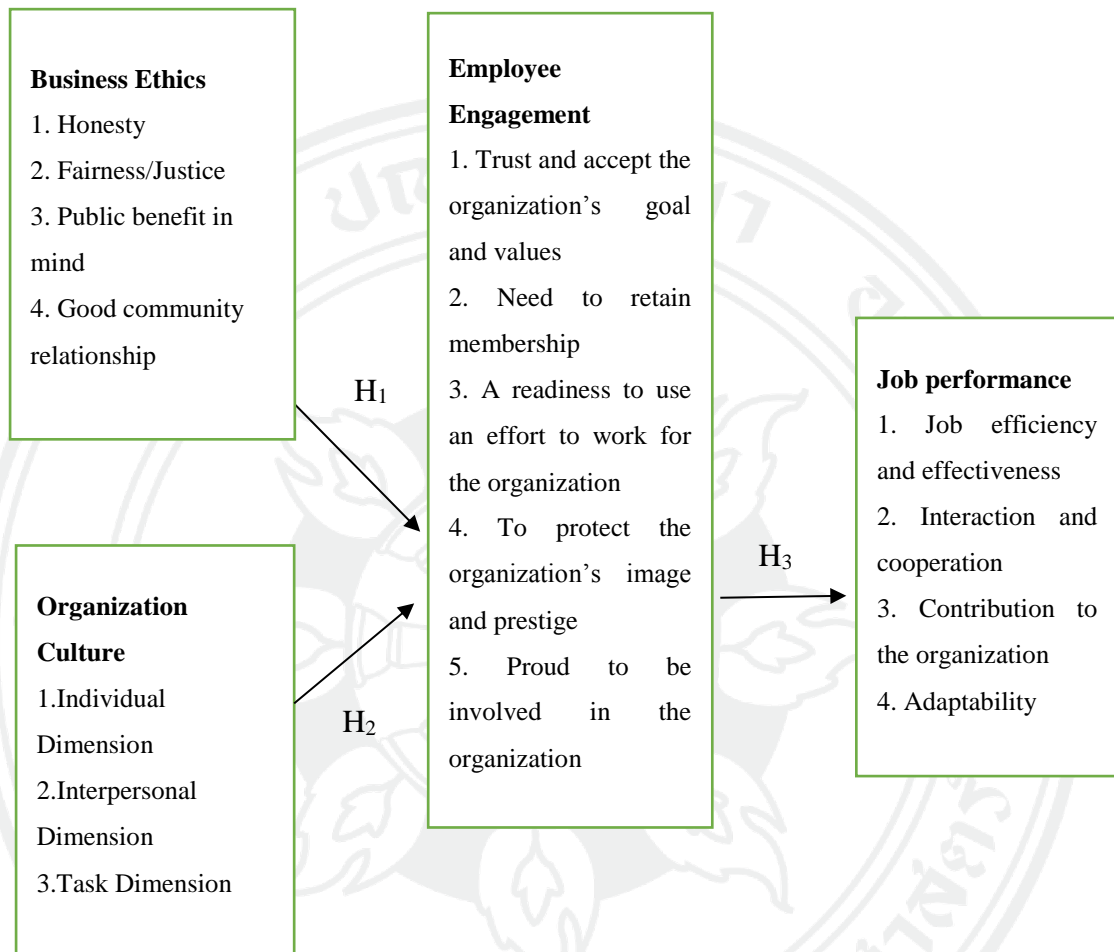 Business Ethics
1. Honesty
2. Fairness/Justice
3. Public benefit in
mind
4. Good community
relationship
H₁
Organization
Culture
1.Individual
Dimension
2.Interpersonal
Dimension
3.Task Dimension
H₂
Employee
Engagement
1. Trust and accept the
organization’s goal
and values
2. Need to retain
membership
3. A readiness to use
an effort to work for
the organization
4. To protect the
organization’s image
and prestige
5. Proud to be
involved in the
organization
H₃
Job performance
1. Job efficiency
and effectiveness
2. Interaction and
cooperation
3. Contribution to
the organization
4. Adaptability